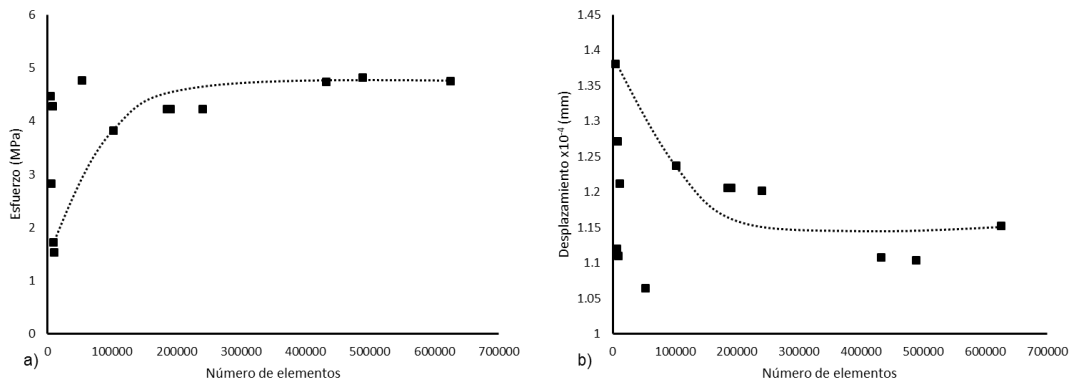 6
5
4
3
2
1
0
Esfuerzo (MPa)
0 100000 200000 300000 400000 500000 600000 700000
Número de elementos
a)
1.45
1.4
1.35
1.3
1.25
1.2
1.15
1.1
1.05
1
Desplazamiento x10⁻⁴ (mm)
0 100000 200000 300000 400000 500000 600000 700000
Número de elementos
b)